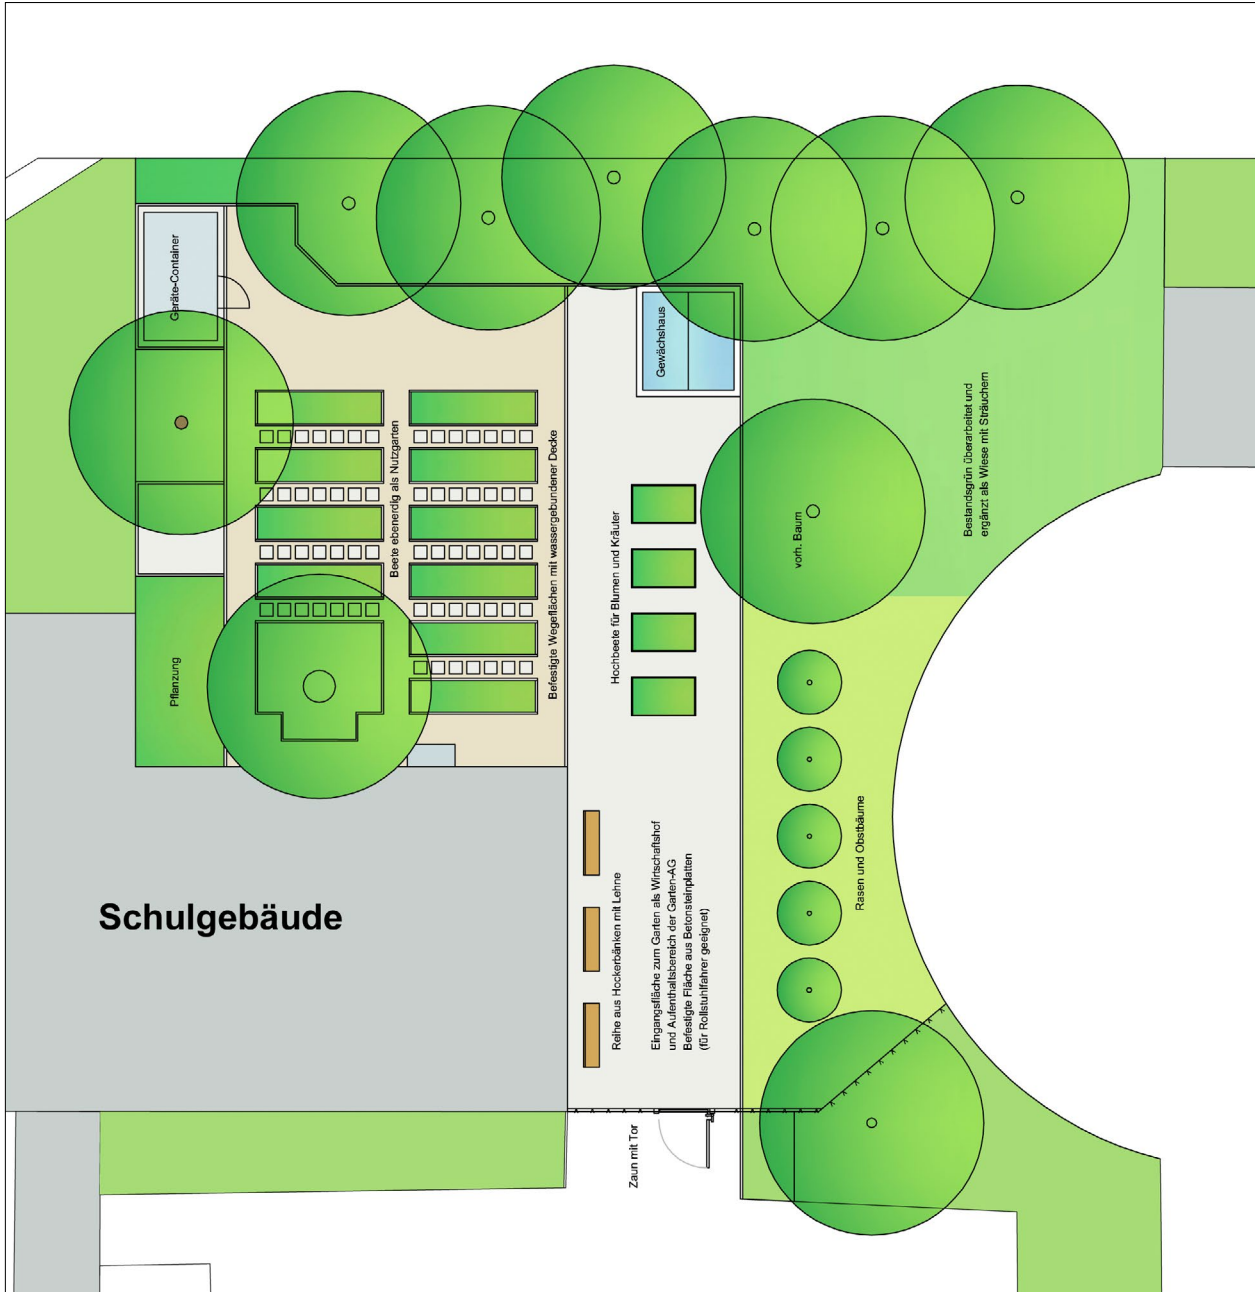 Geräte-Container
Gewächshaus
Beete ebenerdig als Nutzgarten
Befestigte Wegeflächen mit wassergebundener Decke
Bestandsgrün überarbeitet und
ergänzt als Wiese mit Sträuchern
vorh. Baum
Hochbeete für Blumen und Kräuter
Pflanzung
Schulgebäude
Reihe aus Hockerbänken mit Lehne
Eingangsfläche zum Garten als Wirtschaftshof
und Aufenthaltsbereich der Garten-AG
Befestigte Fläche aus Betonsteinplatten
(für Rollstuhlfahrer geeignet)
Rasen und Obstbäume
Zaun mit Tor